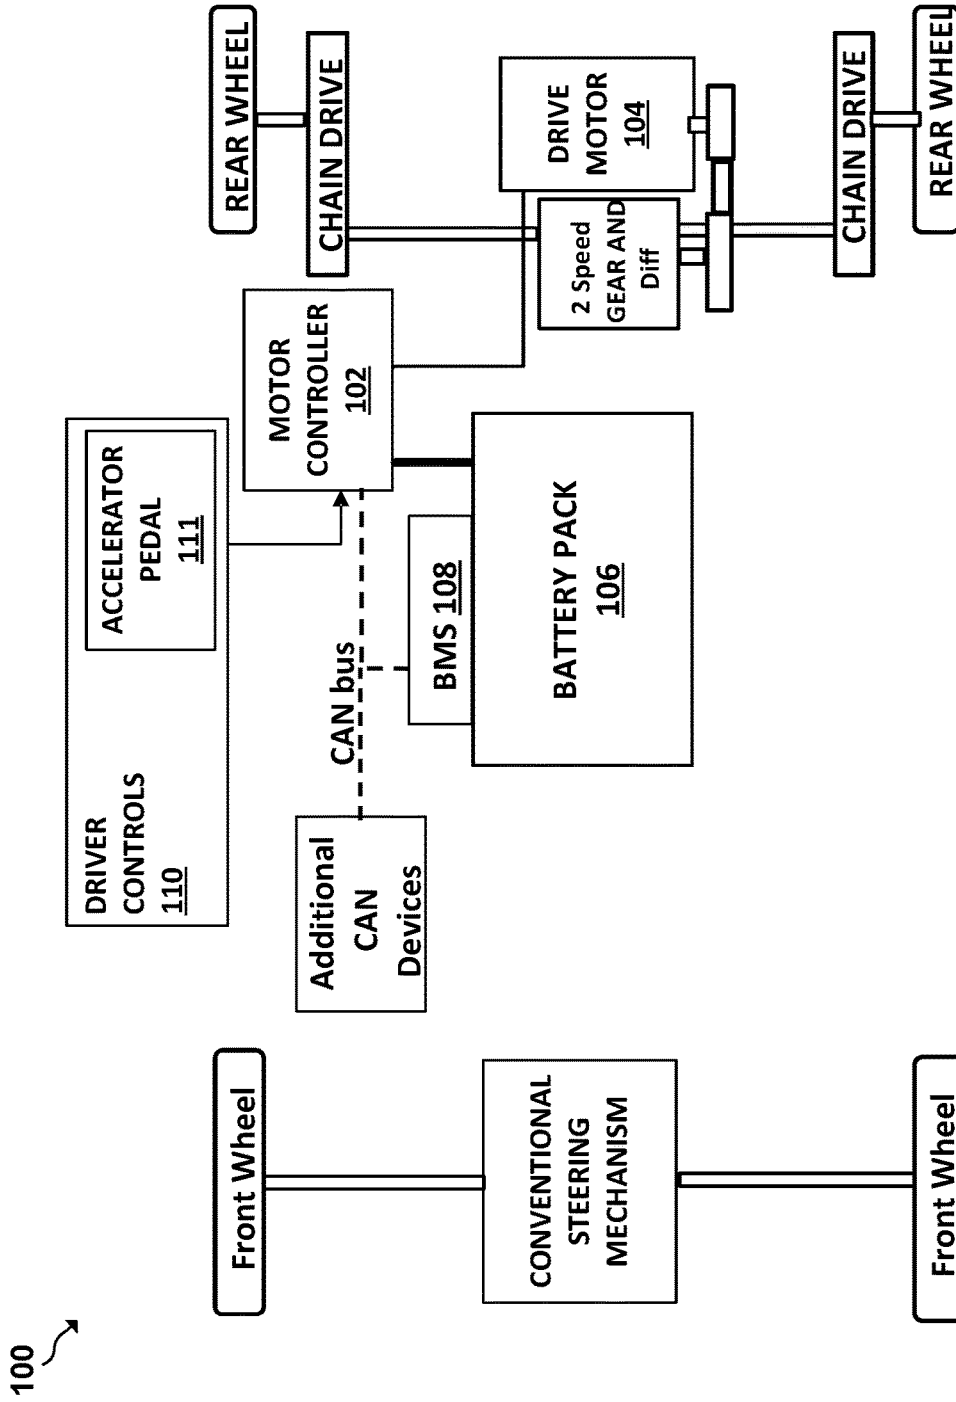 100
Front Wheel
CONVENTIONAL
STEERING
MECHANISM
Front Wheel
DRIVER
CONTROLS
110
ACCELERATOR
PEDAL
111
Additional
CAN
Devices
CAN bus
BMS 108
BATTERY PACK
106
MOTOR
CONTROLLER
102
REAR WHEEL
CHAIN DRIVE
2 Speed
GEAR AND
Diff
DRIVE
MOTOR
104
CHAIN DRIVE
REAR WHEEL